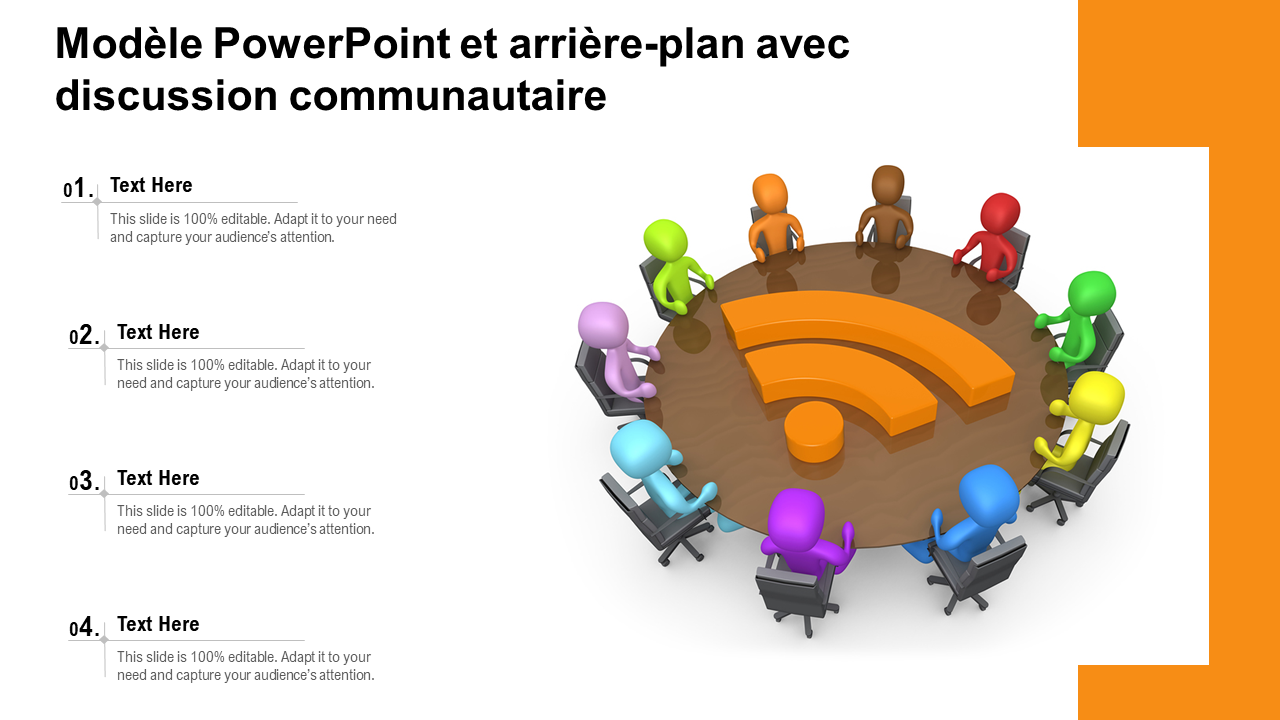 Modèle PowerPoint et arrière-plan avec
discussion communautaire
01.
Text Here
This slide is 100% editable. Adapt it to your need
and capture your audience's attention.
02.
Text Here
This slide is 100% editable. Adapt it to your
need and capture your audience's attention.
03.
Text Here
This slide is 100% editable. Adapt it to your
need and capture your audience's attention.
04.
Text Here
This slide is 100% editable. Adapt it to your
need and capture your audience's attention.